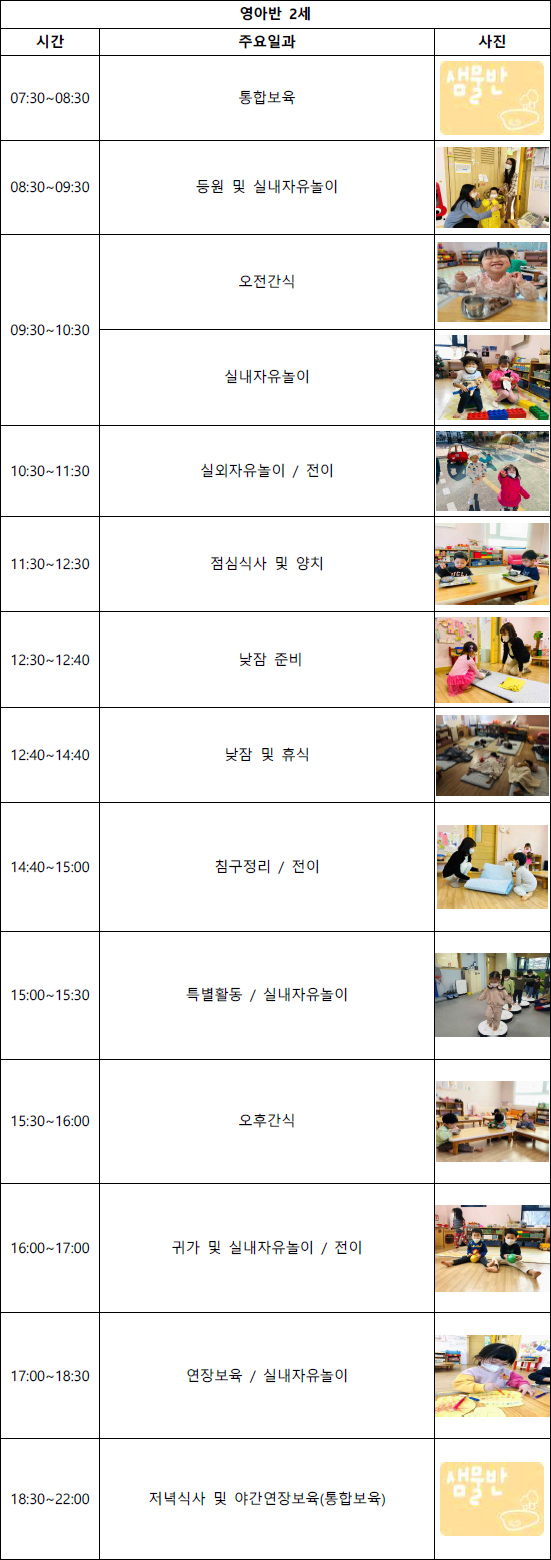 영아반 2세
시간 주요일과 사진
07:30~08:30 통합보육 샘물반
08:30~09:30 등원 및 실내자유놀이
09:30~10:30 오전간식
실내자유놀이
10:30~11:30 실외자유놀이 / 전이
11:30~12:30 점심식사 및 양치
12:30~12:40 낮잠 준비
12:40~14:40 낮잠 및 휴식
14:40~15:00 침구정리 / 전이
15:00~15:30 특별활동 / 실내자유놀이
15:30~16:00 오후간식
16:00~17:00 귀가 및 실내자유놀이 / 전이
17:00~18:30 연장보육 / 실내자유놀이
18:30~22:00 저녁식사 및 야간연장보육(통합보육) 샘물반